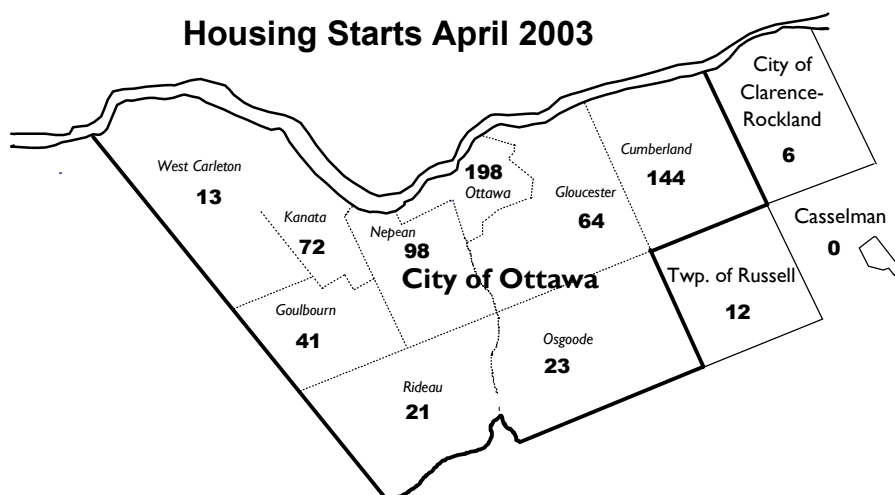 Housing Starts April 2003
City of
Clarence-
Rockland
6
West Carleton
13
Kanata
72
Nepean
98
198
Ottawa
Gloucester
64
Cumberland
144
Casselman
0
City of Ottawa
Twp. of Russell
12
Goulbourn
41
Osgoode
23
Rideau
21